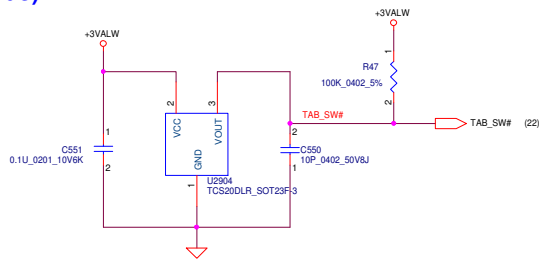 +3VALW
+3VALW
1
R47
100K_0402_5%
2
2
3
VCC
VOUT
GND
TAB_SW#
TAB_SW#
(22)
1
C551
0.1U_0201_10V6K
2
2
C550
10P_0402_50V8J
1
1
U2904
TCS20DLR_SOT23F-3